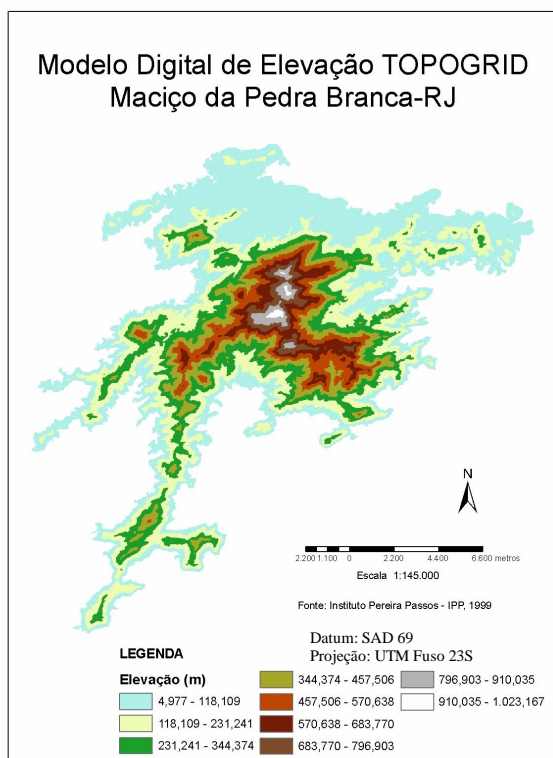 Modelo Digital de Elevação TOPOGRID
Maciço da Pedra Branca-RJ
N
2.200 1.100 0 2.200 4.400 6.600 metros
Escala 1:145.000
Fonte: Instituto Pereira Passos - IPP, 1999
Datum: SAD 69
Projeção: UTM Fuso 23S
LEGENDA
Elevação (m)
4,977 - 118,109
118,109 - 231,241
231,241 - 344,374
344,374 - 457,506
457,506 - 570,638
570,638 - 683,770
683,770 - 796,903
796,903 - 910,035
910,035 - 1.023,167